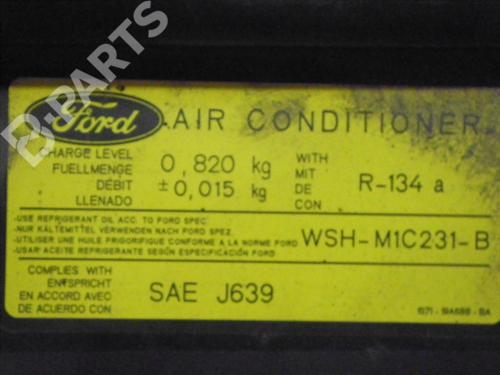 B-PARTS
Ford AIR CONDITIONER
CHARGE LEVEL
FUELLMENGE
DÉBIT
LLENADO
0,820 kg
± 0,015 kg
WITH
MIT
DE
CON
R-134 a
-USE REFRIGERANT OIL ACC. TO FORD SPEC.
-NUR KÄLTEMITTEL VERWENDEN NACH FORD SPEZ.
-UTILISER UNE HUILE FRIGORIFIQUE CONFORME A LA NORME FORD
-USAR ACEITE REFRIGERANTE SEGÚN ESPECIFICACIÓN FORD
WSH-M1C231-B
COMPLIES WITH
ENTSPRICHT
EN ACCORD AVEC
DE ACUERDO CON
SAE J639